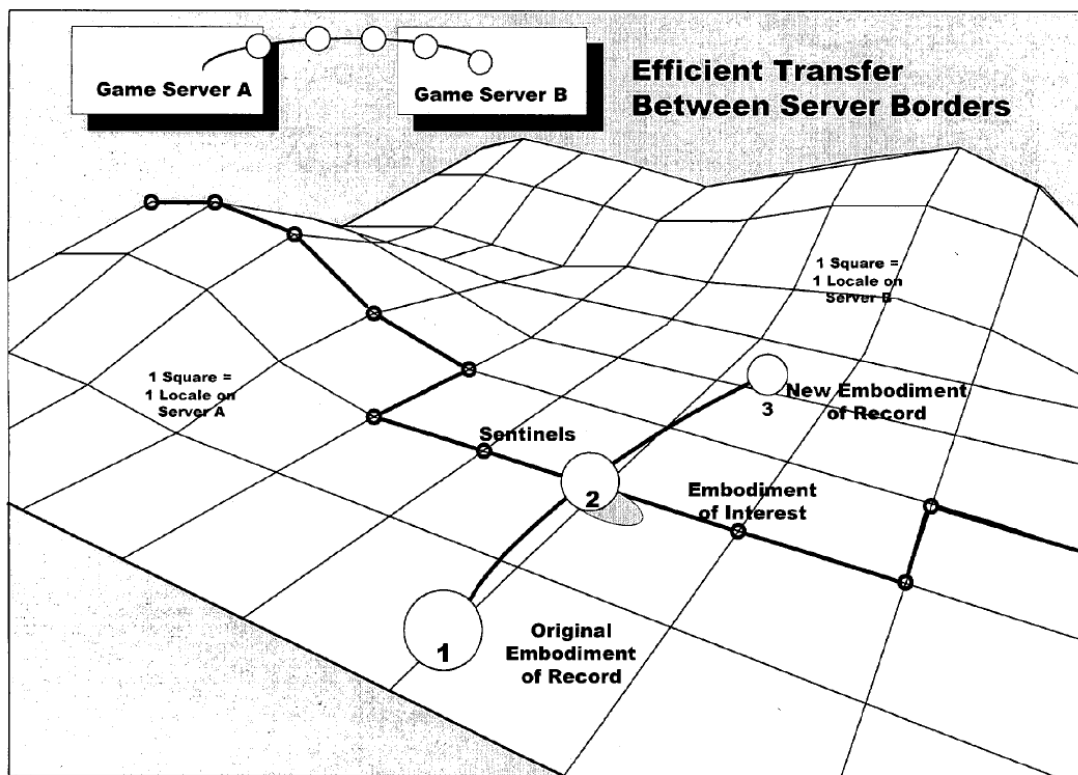 Game Server A
Game Server B
Efficient Transfer
Between Server Borders
1 Square =
1 Locale on
Server B
1 Square =
1 Locale on
Server A
3
New Embodiment
of Record
Sentinels
2
Embodiment
of Interest
1
Original
Embodiment
of Record